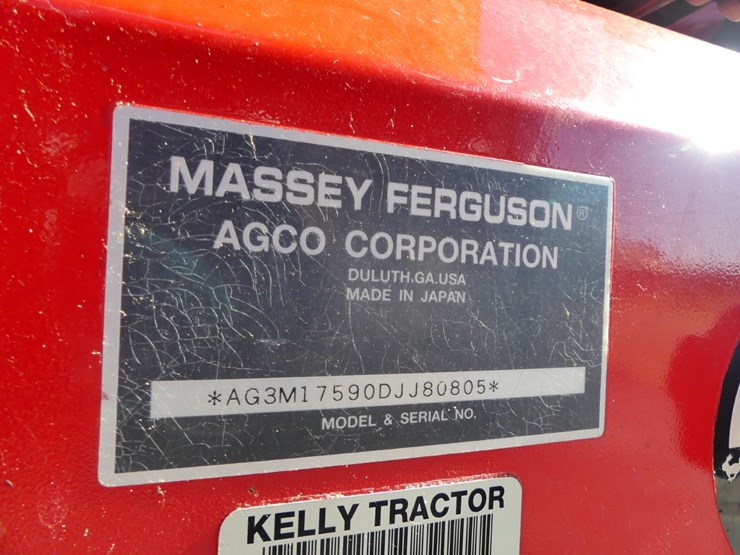 MASSEY FERGUSON®
AGCO CORPORATION
DULUTH.GA.USA
MADE IN JAPAN
*AG3M17590DJJ80805*
MODEL & SERIAL NO.
KELLY TRACTOR